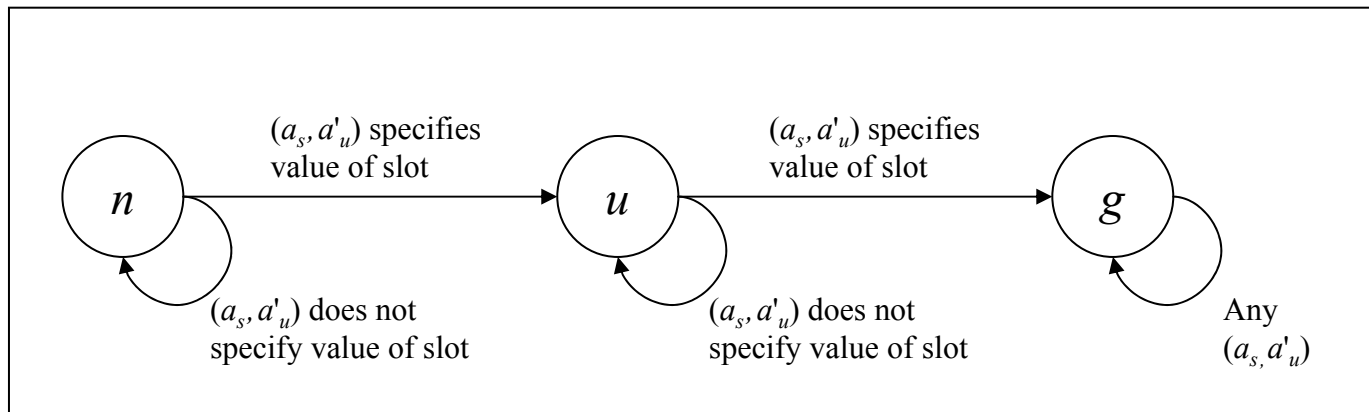 (a_s, a'_u) specifies
value of slot
(a_s, a'_u) specifies
value of slot
n
u
g
(a_s, a'_u) does not
specify value of slot
(a_s, a'_u) does not
specify value of slot
Any
(a_s, a'_u)